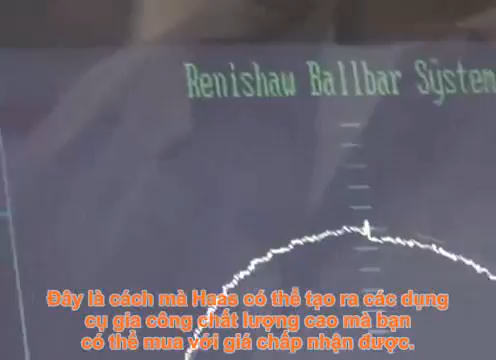 Renishaw Ballbar System
Đây là cách mà Haas có thể tạo ra các dụng
cụ gia công chất lượng cao mà bạn
có thể mua với giá chấp nhận được.